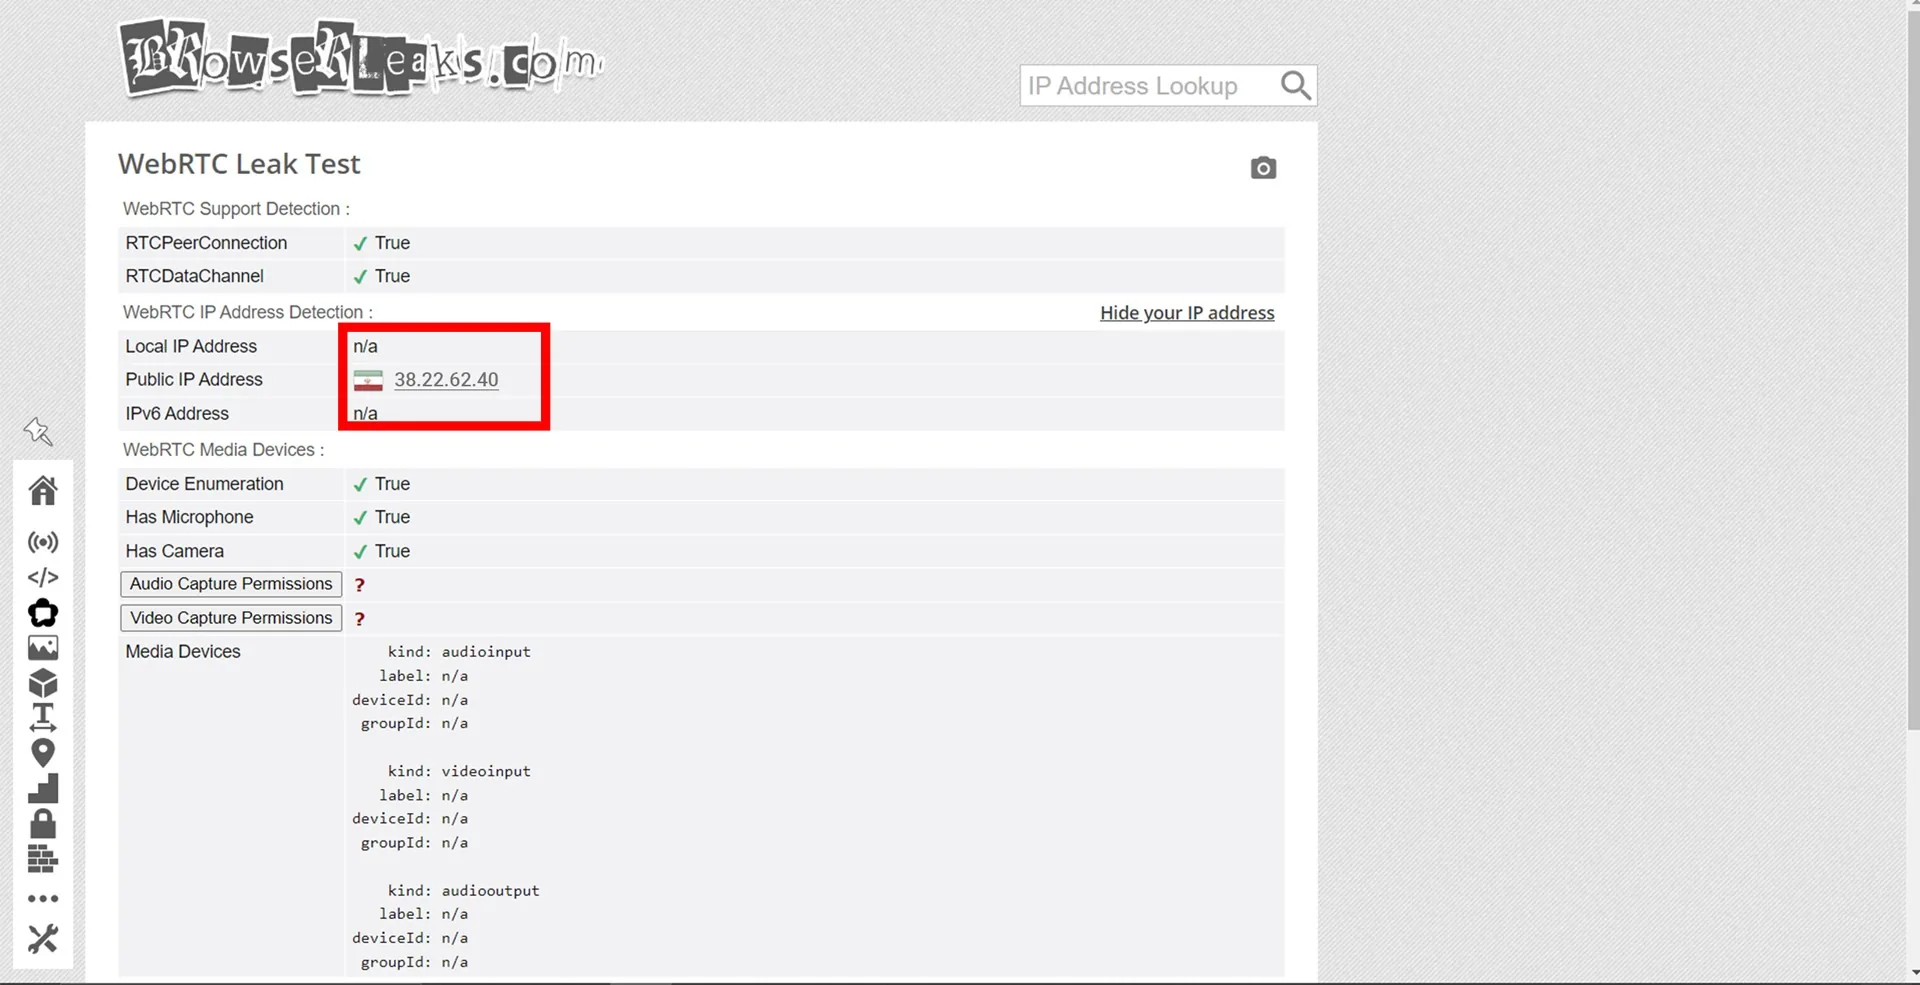 BRowseRLeaks.com
IP Address Lookup
WebRTC Leak Test
WebRTC Support Detection :
RTCPeerConnection ✓ True
RTCDataChannel ✓ True
WebRTC IP Address Detection : Hide your IP address
Local IP Address n/a
Public IP Address 38.22.62.40
IPv6 Address n/a
WebRTC Media Devices :
Device Enumeration ✓ True
Has Microphone ✓ True
Has Camera ✓ True
Audio Capture Permissions ?
Video Capture Permissions ?
Media Devices kind: audioinput
label: n/a
deviceId: n/a
groupId: n/a
kind: videoinput
label: n/a
deviceId: n/a
groupId: n/a
kind: audiooutput
label: n/a
deviceId: n/a
groupId: n/a